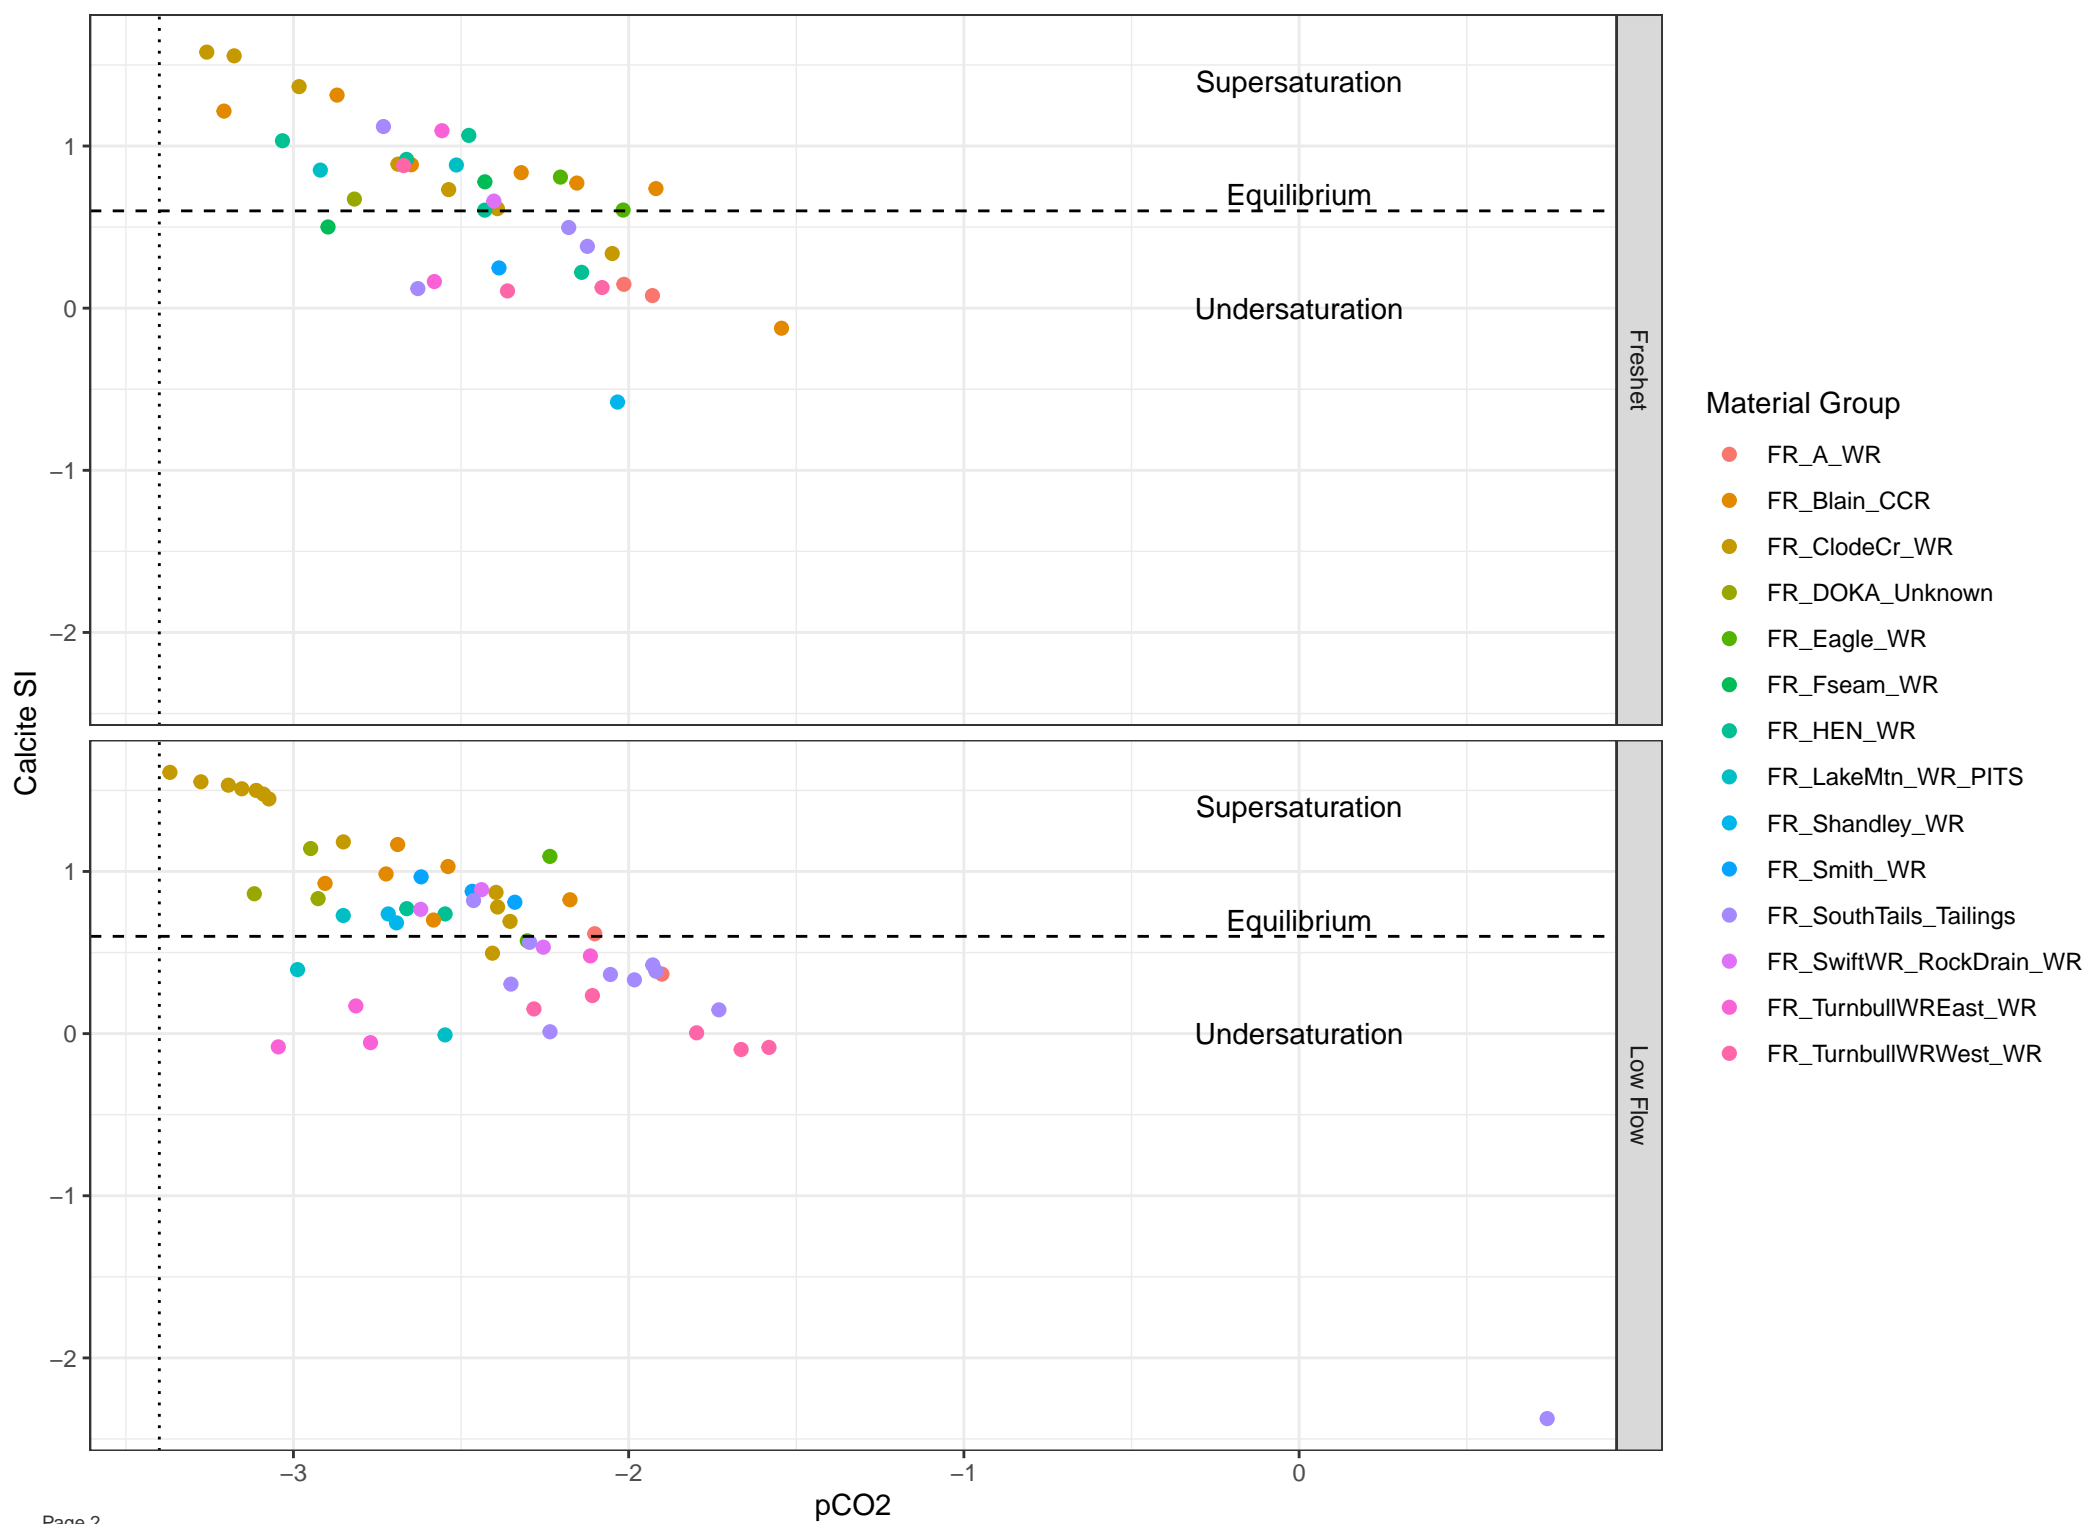 Supersaturation
Equilibrium
Undersaturation
1
0
−1
−2
Freshet
Calcite SI
Supersaturation
Equilibrium
Undersaturation
1
0
−1
−2
Low Flow
−3
−2
−1
0
pCO2
Material Group
FR_A_WR
FR_Blain_CCR
FR_ClodeCr_WR
FR_DOKA_Unknown
FR_Eagle_WR
FR_Fseam_WR
FR_HEN_WR
FR_LakeMtn_WR_PITS
FR_Shandley_WR
FR_Smith_WR
FR_SouthTails_Tailings
FR_SwiftWR_RockDrain_WR
FR_TurnbullWREast_WR
FR_TurnbullWRWest_WR
Page 2